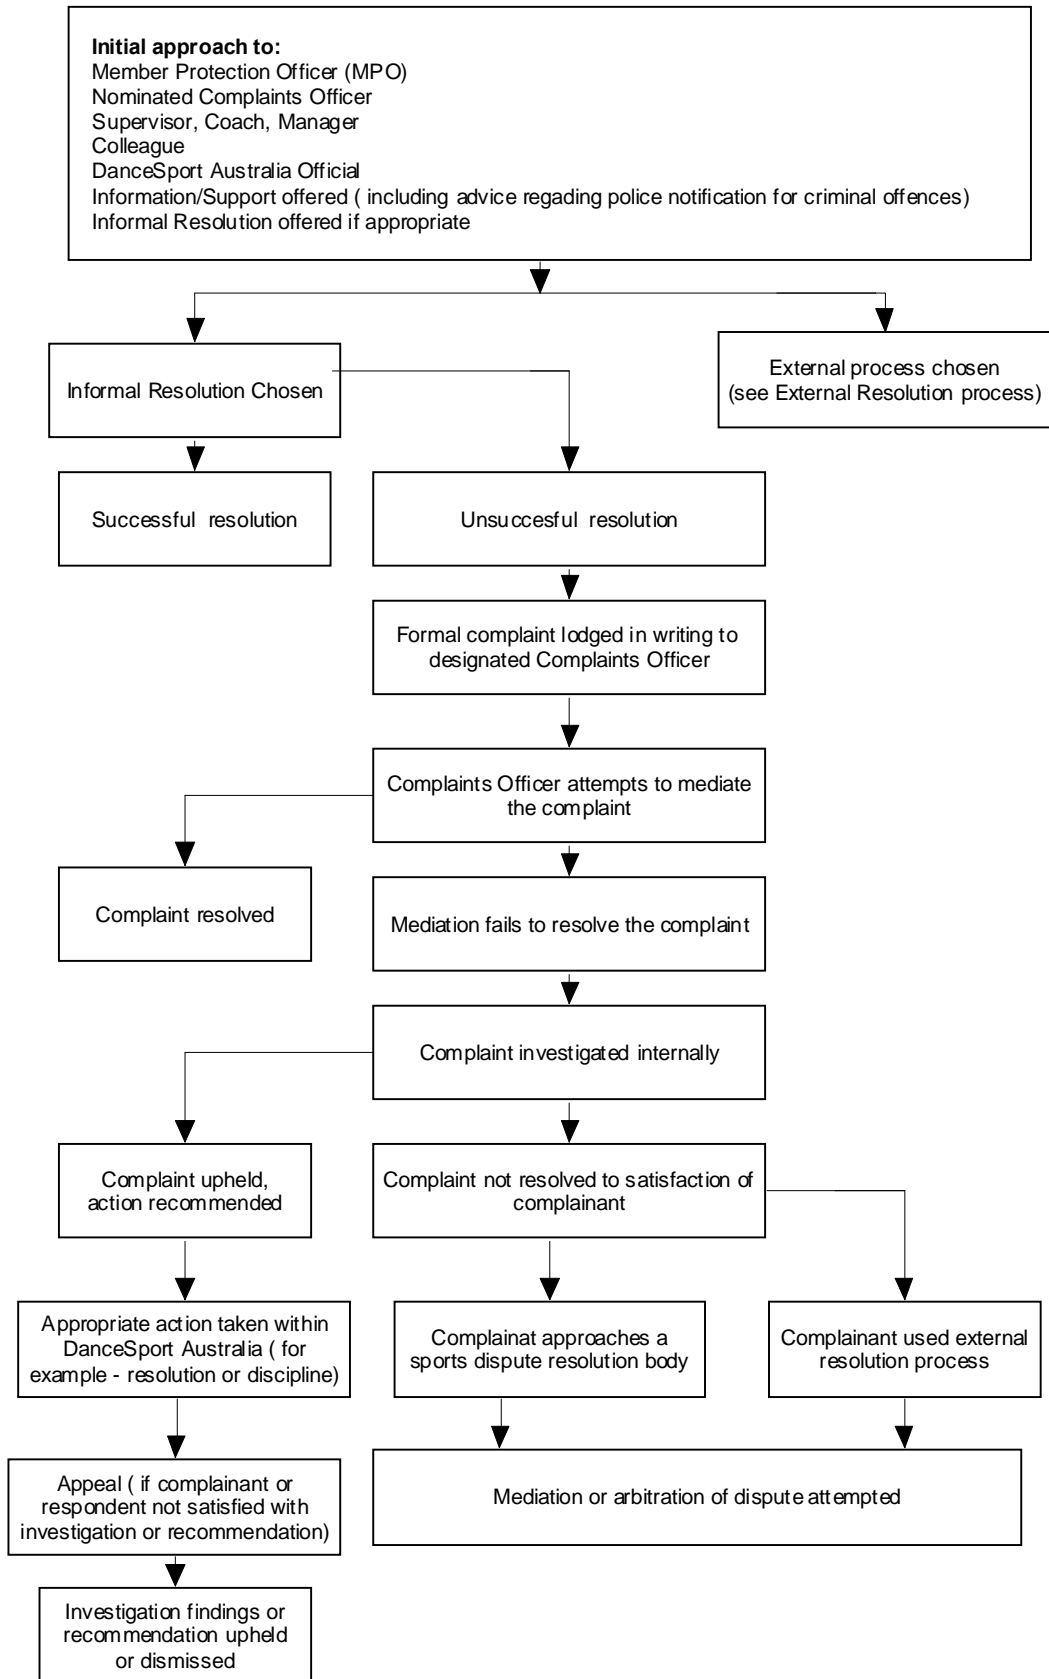 Initial approach to:
Member Protection Officer (MPO)
Nominated Complaints Officer
Supervisor, Coach, Manager
Colleague
DanceSport Australia Official
Information/Support offered ( including advice regading police notification for criminal offences)
Informal Resolution offered if appropriate
Informal Resolution Chosen
External process chosen
(see External Resolution process)
Successful resolution
Unsuccesful resolution
Formal complaint lodged in writing to
designated Complaints Officer
Complaints Officer attempts to mediate
the complaint
Complaint resolved
Mediation fails to resolve the complaint
Complaint investigated internally
Complaint upheld,
action recommended
Complaint not resolved to satisfaction of
complainant
Appropriate action taken within
DanceSport Australia ( for
example - resolution or discipline)
Complainat approaches a
sports dispute resolution body
Complainant used external
resolution process
Appeal ( if complainant or
respondent not satisfied with
investigation or recommendation)
Mediation or arbitration of dispute attempted
Investigation findings or
recommendation upheld
or dismissed